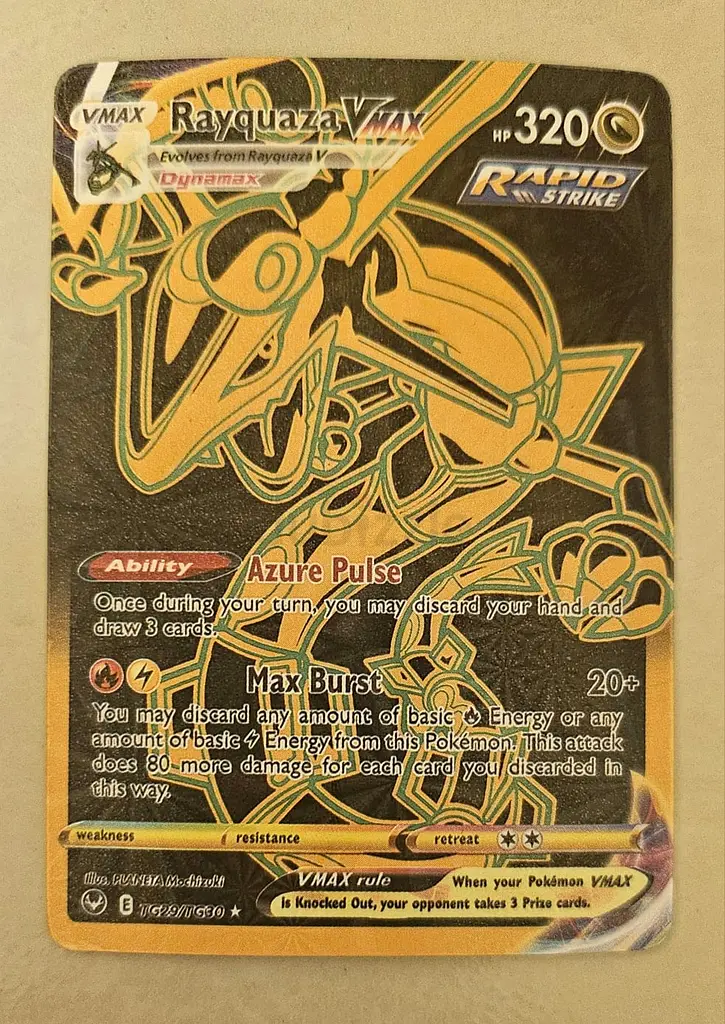 VMAX Rayquaza VMAX HP 320
Evolves from Rayquaza V
Dynamax
RAPID
STRIKE
Ability Azure Pulse
Once during your turn, you may discard your hand and
draw 3 cards.
Max Burst 20+
You may discard any amount of basic Energy or any
amount of basic Energy from this Pokémon. This attack
does 80 more damage for each card you discarded in
this way.
weakness resistance retreat
Illus. PLANETA Mochizuki
VMAX rule When your Pokémon VMAX
is Knocked Out, your opponent takes 3 Prize cards.
E TG29/TG30